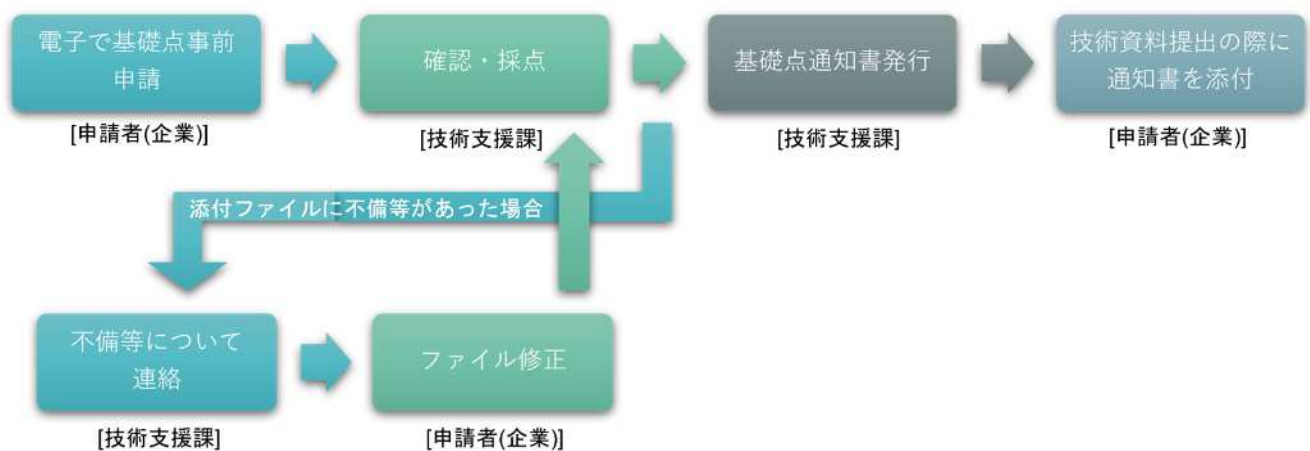 電子で基礎点事前
申請
確認・採点
基礎点通知書発行
技術資料提出の際に
通知書を添付
[申請者(企業)]
[技術支援課]
[技術支援課]
[申請者(企業)]
添付ファイルに不備等があった場合
不備等について
連絡
ファイル修正
[技術支援課]
[申請者(企業)]